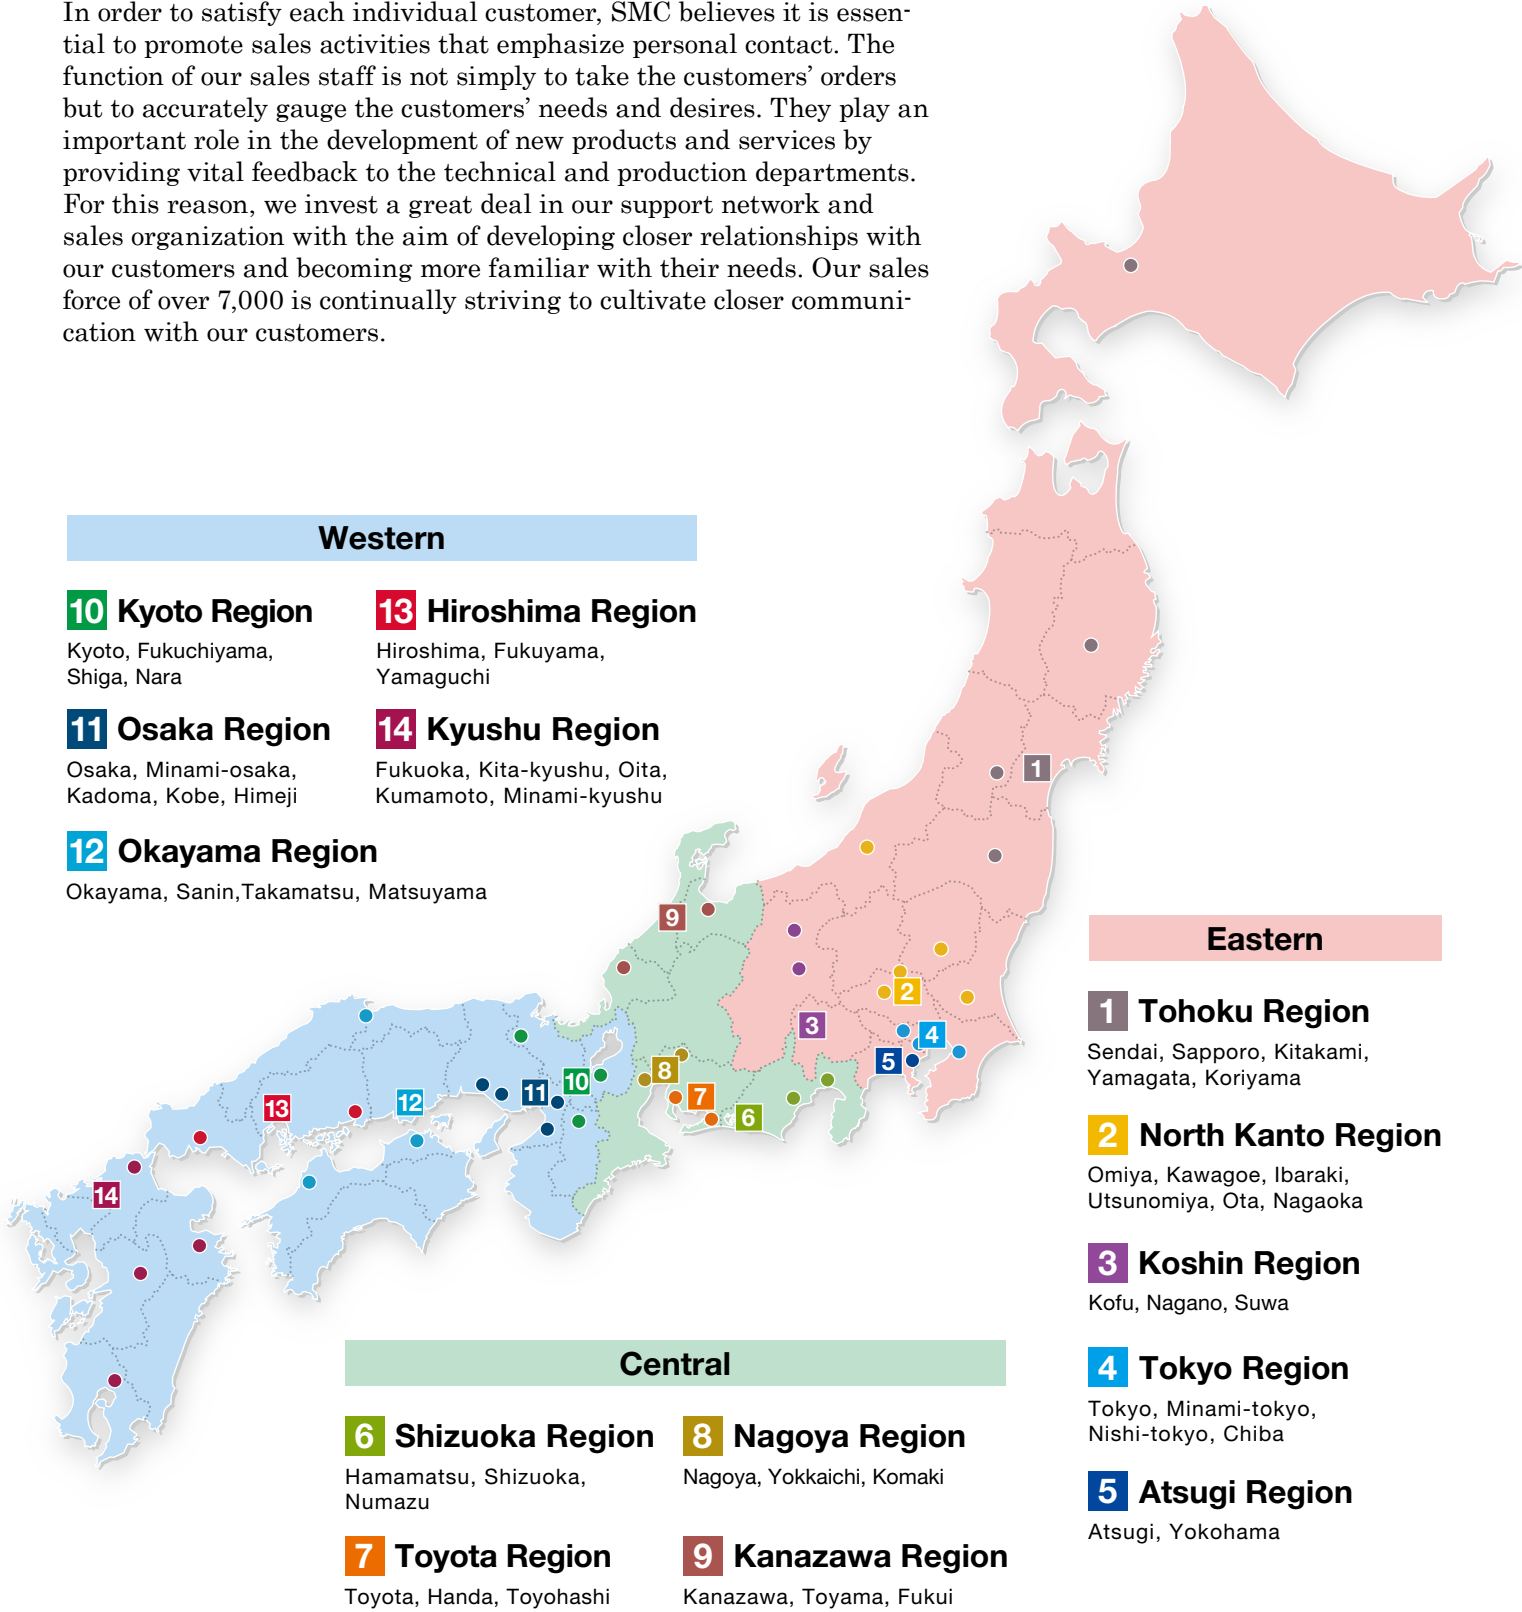 In order to satisfy each individual customer, SMC believes it is essen-
tial to promote sales activities that emphasize personal contact. The
function of our sales staff is not simply to take the customers’ orders
but to accurately gauge the customers’ needs and desires. They play an
important role in the development of new products and services by
providing vital feedback to the technical and production departments.
For this reason, we invest a great deal in our support network and
sales organization with the aim of developing closer relationships with
our customers and becoming more familiar with their needs. Our sales
force of over 7,000 is continually striving to cultivate closer communi-
cation with our customers.
Western
10 Kyoto Region
Kyoto, Fukuchiyama,
Shiga, Nara
11 Osaka Region
Osaka, Minami-osaka,
Kadoma, Kobe, Himeji
12 Okayama Region
Okayama, Sanin,Takamatsu, Matsuyama
13 Hiroshima Region
Hiroshima, Fukuyama,
Yamaguchi
14 Kyushu Region
Fukuoka, Kita-kyushu, Oita,
Kumamoto, Minami-kyushu
1
9
2
3
4
5
8
7
6
10
11
12
13
14
Central
6 Shizuoka Region
Hamamatsu, Shizuoka,
Numazu
7 Toyota Region
Toyota, Handa, Toyohashi
8 Nagoya Region
Nagoya, Yokkaichi, Komaki
9 Kanazawa Region
Kanazawa, Toyama, Fukui
Eastern
1 Tohoku Region
Sendai, Sapporo, Kitakami,
Yamagata, Koriyama
2 North Kanto Region
Omiya, Kawagoe, Ibaraki,
Utsunomiya, Ota, Nagaoka
3 Koshin Region
Kofu, Nagano, Suwa
4 Tokyo Region
Tokyo, Minami-tokyo,
Nishi-tokyo, Chiba
5 Atsugi Region
Atsugi, Yokohama